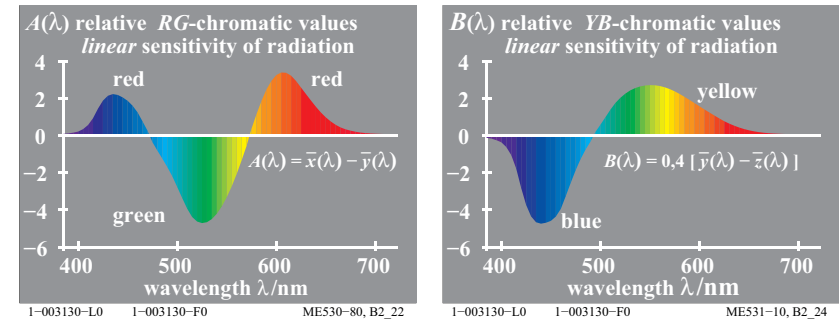 A(λ) relative RG-chromatic values
linear sensitivity of radiation
4
red
red
2
0
−2
A(λ) = x̅(λ) − y̅(λ)
−4
green
−6
400
500
600
700
wavelength λ/nm
1−003130−L0
1−003130−F0
ME530−80, B2_22
B(λ) relative YB-chromatic values
linear sensitivity of radiation
4
yellow
2
0
B(λ) = 0,4 [ y̅(λ) − z̅(λ) ]
−2
−4
blue
−6
400
500
600
700
wavelength λ/nm
1−003130−L0
1−003130−F0
ME531−10, B2_24